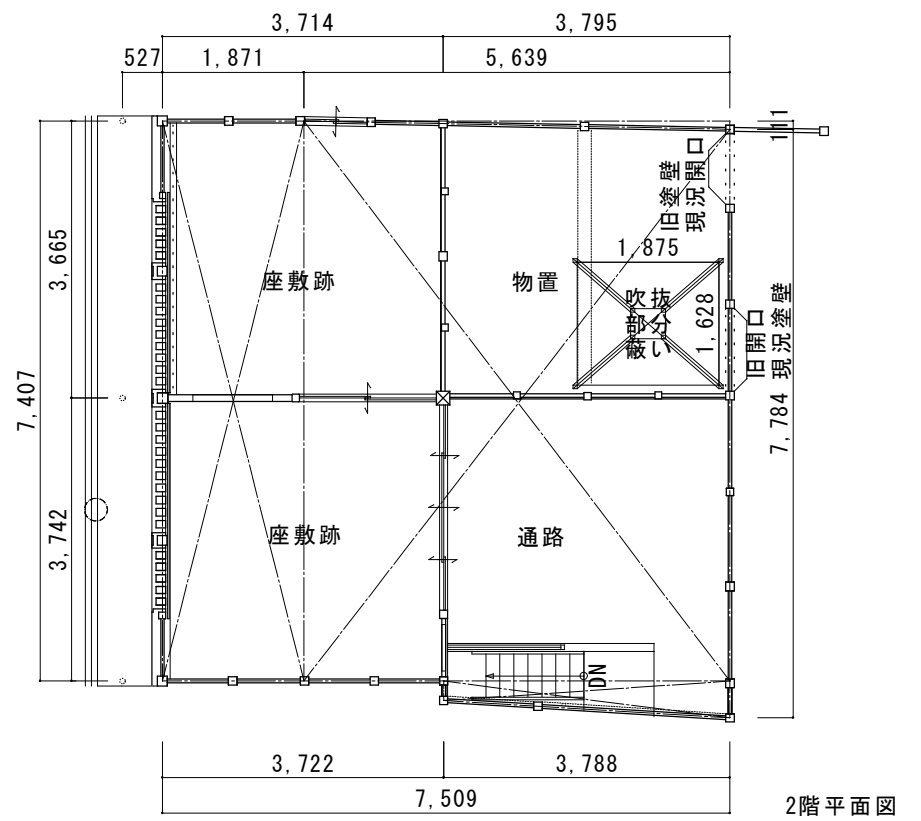 3,714
3,795
527
1,871
5,639
111
旧塗壁
現況開口
3,665
1,875
座敷跡
物置
吹抜
部分
蔽い
1,628
旧開口
現況塗壁
7,407
7,784
3,742
座敷跡
通路
DN
3,722
3,788
7,509
2階平面図